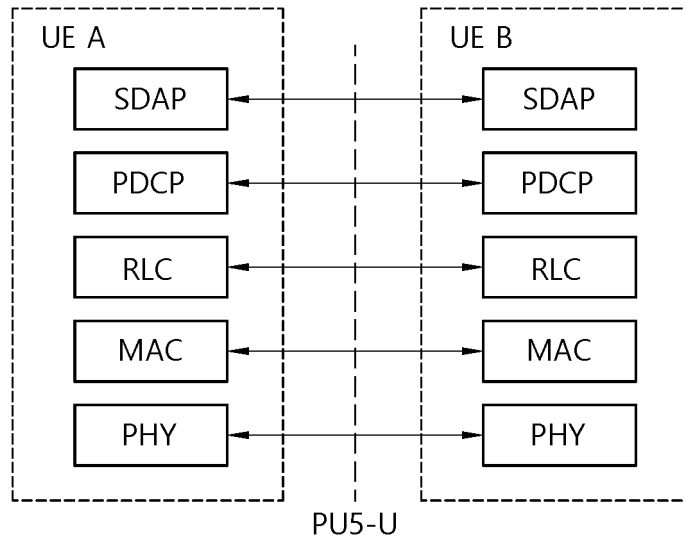 UE A
UE B
SDAP
SDAP
PDCP
PDCP
RLC
RLC
MAC
MAC
PHY
PHY
PU5-U